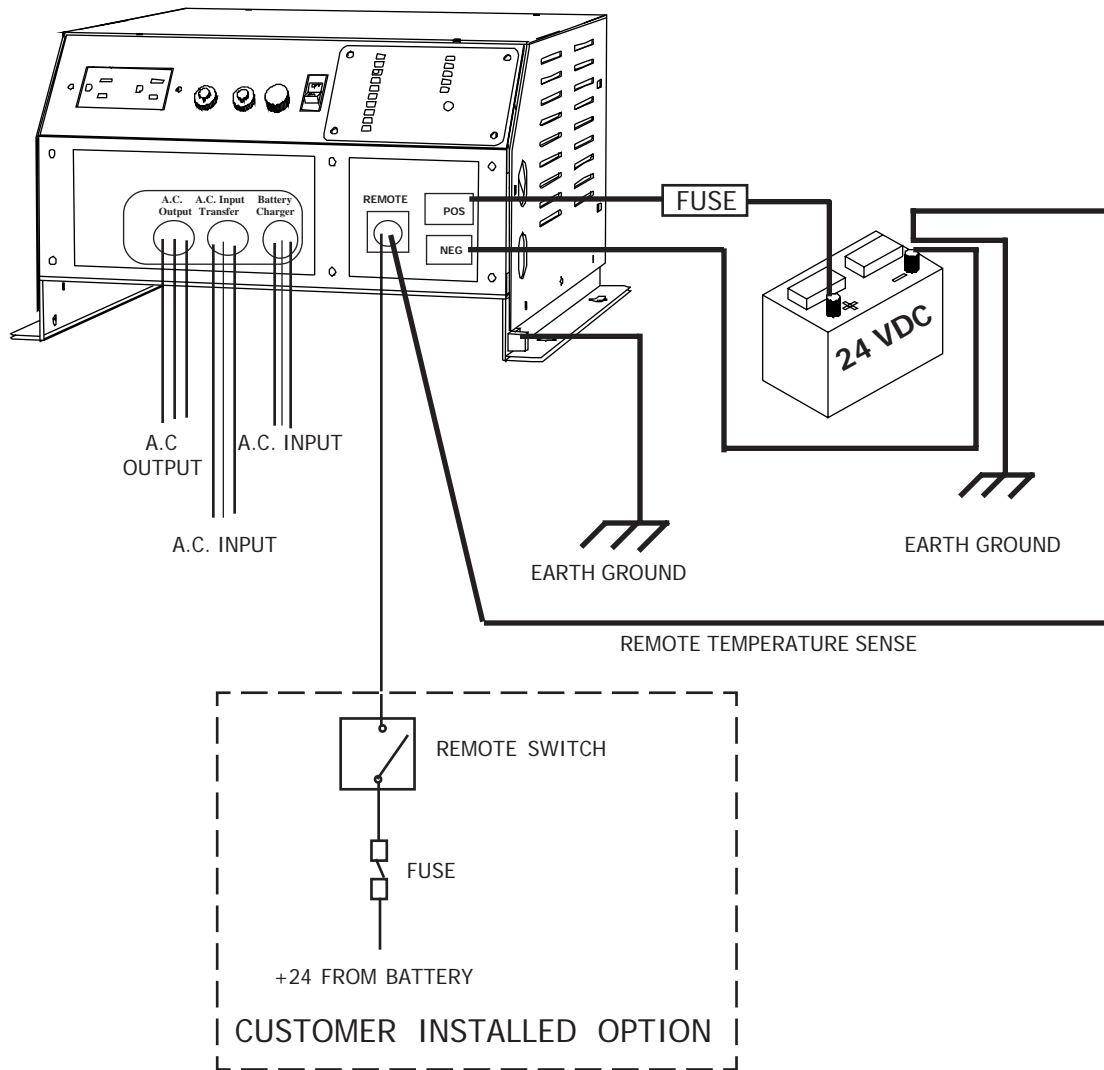 A.C.
Output
A.C. Input
Transfer
Battery
Charger
REMOTE
POS
NEG
FUSE
24 VDC
+
–
A.C
OUTPUT
A.C. INPUT
A.C. INPUT
EARTH GROUND
EARTH GROUND
REMOTE TEMPERATURE SENSE
REMOTE SWITCH
FUSE
+24 FROM BATTERY
CUSTOMER INSTALLED OPTION